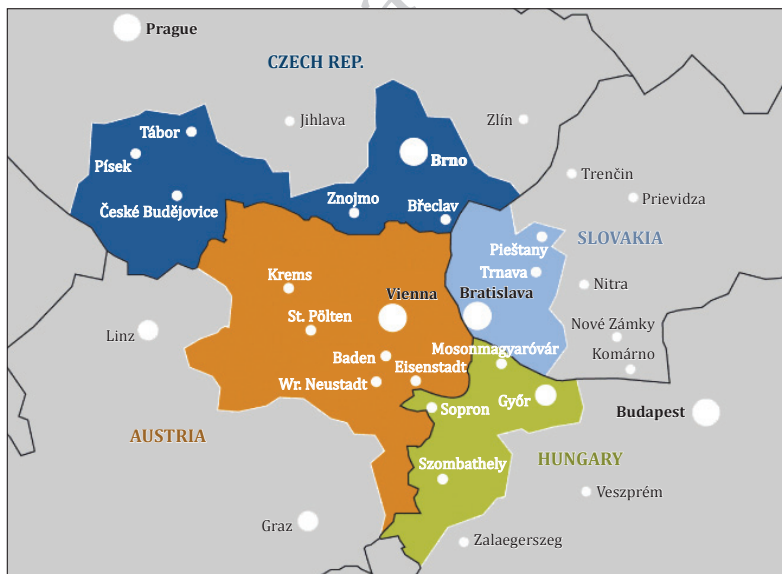 Prague
CZECH REP.
Jihlava
Zlín
Tábor
Písek
Brno
Trenčin
Prievidza
České Budějovice
Znojmo
Břeclav
Pieštany
SLOVAKIA
Trnava
Krems
Vienna
Bratislava
Nitra
St. Pölten
Linz
Nové Zámky
Mosonmagyaróvár
Komárno
Baden
Eisenstadt
Wr. Neustadt
Győr
Sopron
Budapest
AUSTRIA
HUNGARY
Szombathely
Veszprém
Graz
Zalaegerszeg